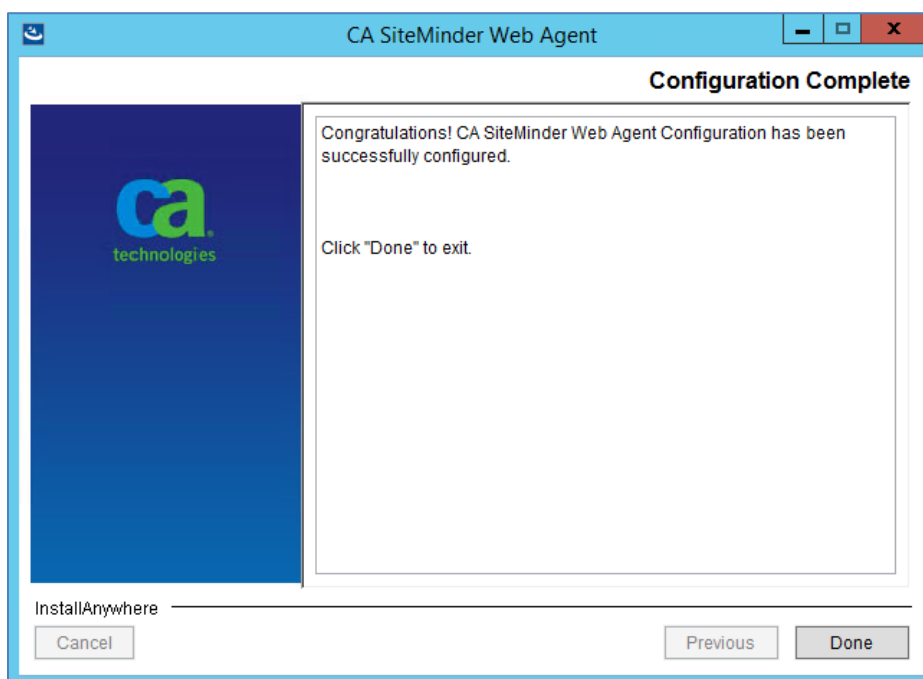 CA SiteMinder Web Agent
Configuration Complete
ca
technologies
Congratulations! CA SiteMinder Web Agent Configuration has been
successfully configured.
Click "Done" to exit.
InstallAnywhere
Cancel
Previous
Done